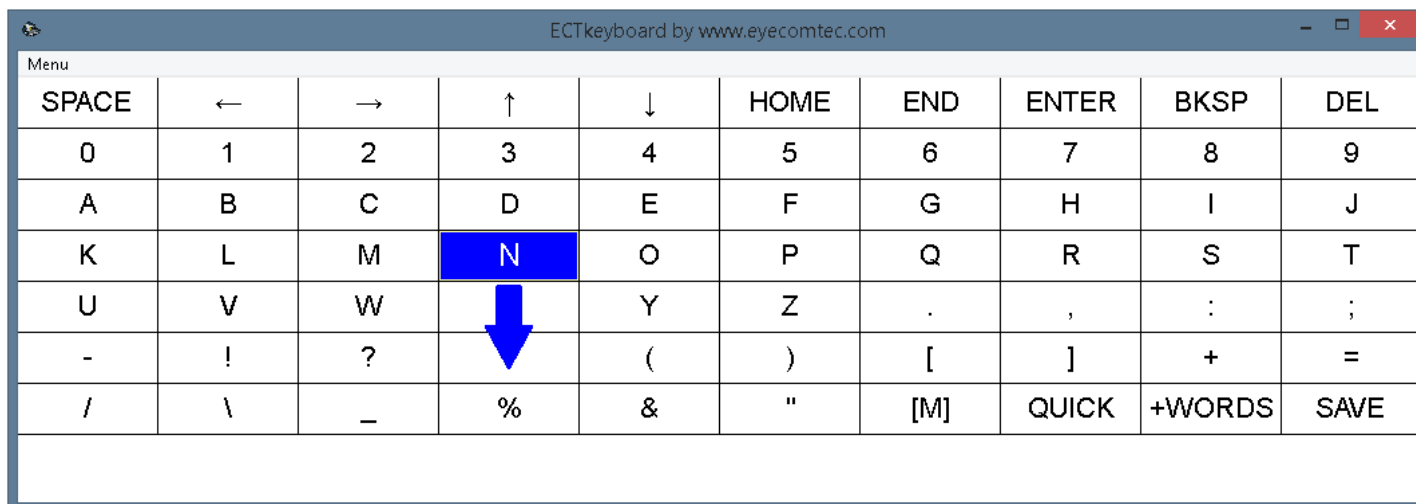 ECTkeyboard by www.eyecomtec.com
Menu
SPACE ← → ↑ ↓ HOME END ENTER BKSP DEL
0 1 2 3 4 5 6 7 8 9
A B C D E F G H I J
K L M N O P Q R S T
U V W Y Z . , : ;
- ! ? ( ) [ ] + =
/ \ _ % & " [M] QUICK +WORDS SAVE